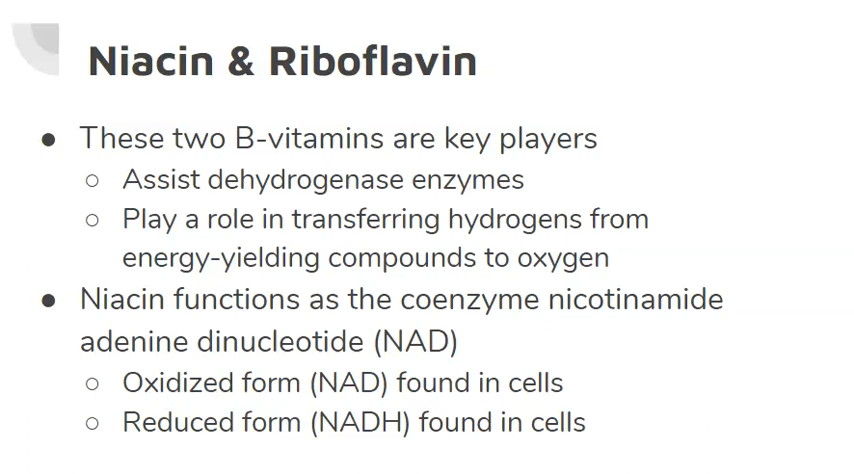 Niacin & Riboflavin
● These two B-vitamins are key players
○ Assist dehydrogenase enzymes
○ Play a role in transferring hydrogens from
energy-yielding compounds to oxygen
● Niacin functions as the coenzyme nicotinamide
adenine dinucleotide (NAD)
○ Oxidized form (NAD) found in cells
○ Reduced form (NADH) found in cells